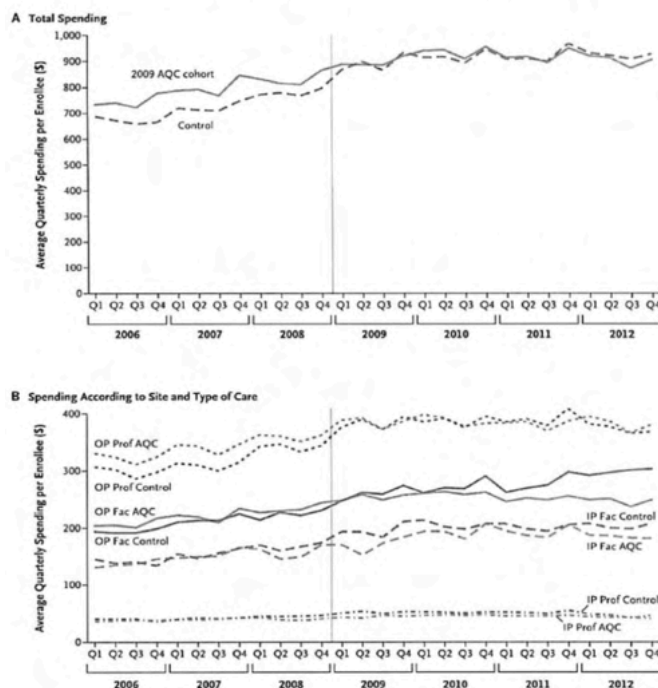 A Total Spending
Average Quarterly Spending per Enrollee ($)
1,000
900
800
700
600
500
400
300
200
100
0
2009 AQC cohort
Control
Q1 Q2 Q3 Q4 Q1 Q2 Q3 Q4 Q1 Q2 Q3 Q4 Q1 Q2 Q3 Q4 Q1 Q2 Q3 Q4 Q1 Q2 Q3 Q4 Q1 Q2 Q3 Q4
2006 2007 2008 2009 2010 2011 2012
B Spending According to Site and Type of Care
Average Quarterly Spending per Enrollee ($)
400
300
200
100
0
OP Prof AQC
OP Prof Control
OP Fac AQC
OP Fac Control
IP Fac Control
IP Fac AQC
IP Prof Control
IP Prof AQC
Q1 Q2 Q3 Q4 Q1 Q2 Q3 Q4 Q1 Q2 Q3 Q4 Q1 Q2 Q3 Q4 Q1 Q2 Q3 Q4 Q1 Q2 Q3 Q4 Q1 Q2 Q3 Q4
2006 2007 2008 2009 2010 2011 2012